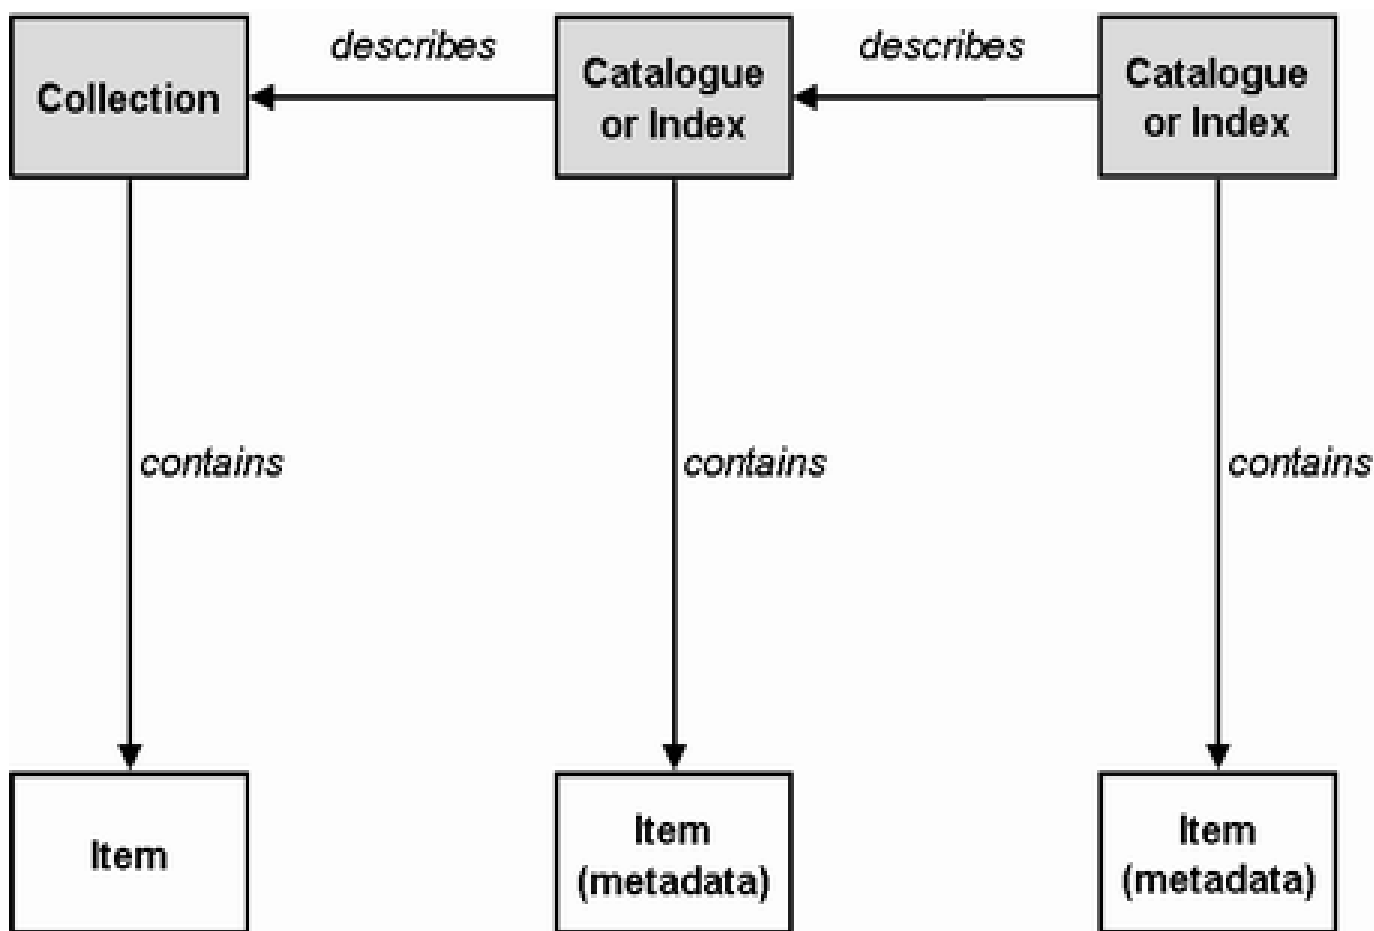 describes
describes
Collection
Catalogue
or Index
Catalogue
or Index
contains
contains
contains
Item
Item
(metadata)
Item
(metadata)